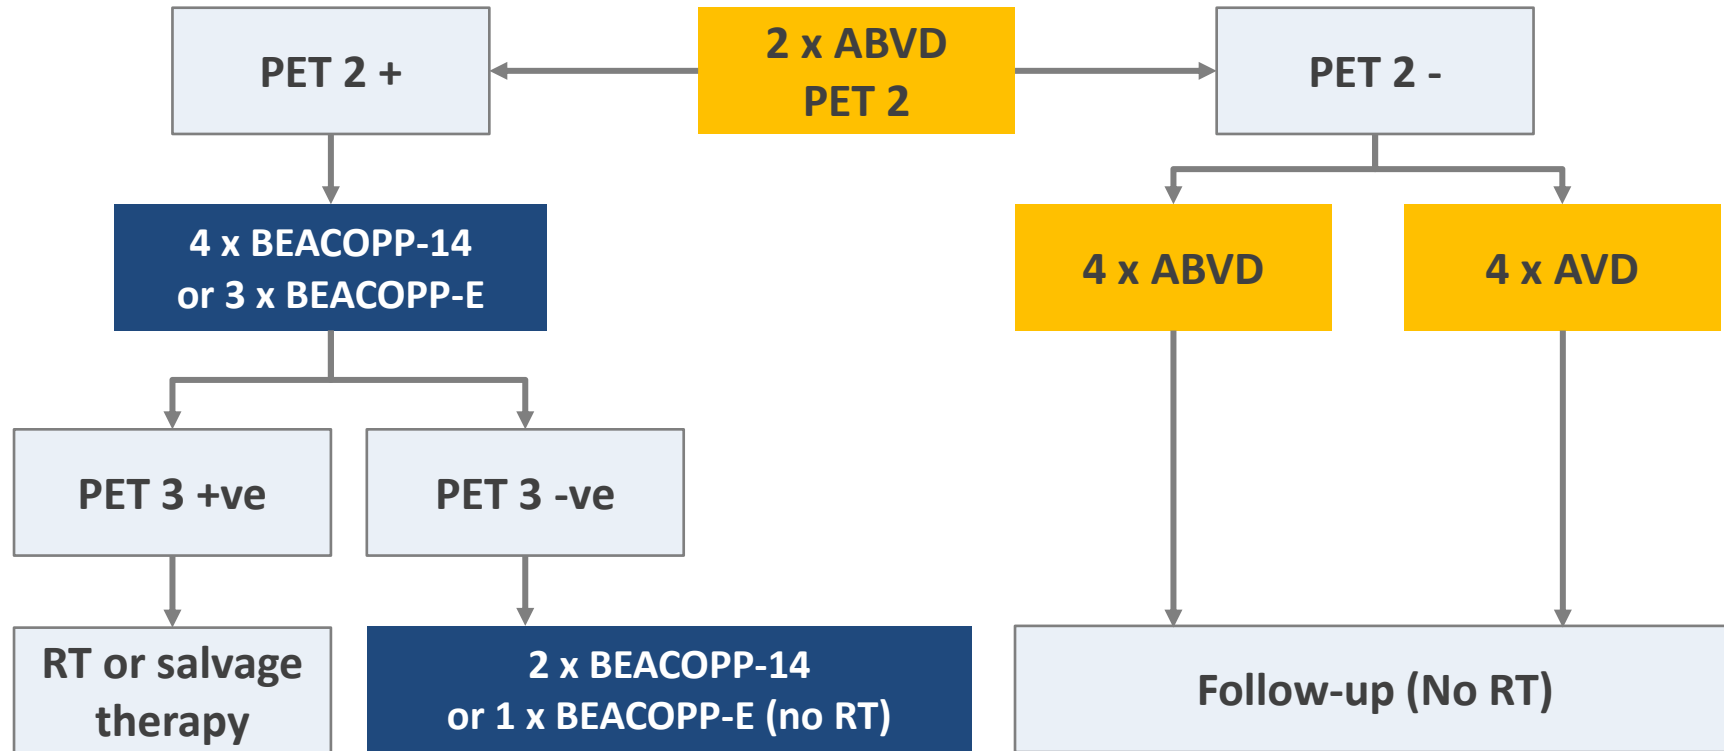 PET 2 +
2 x ABVD
PET 2
PET 2 -
4 x BEACOPP-14
or 3 x BEACOPP-E
4 x ABVD
4 x AVD
PET 3 +ve
PET 3 -ve
RT or salvage
therapy
2 x BEACOPP-14
or 1 x BEACOPP-E (no RT)
Follow-up (No RT)